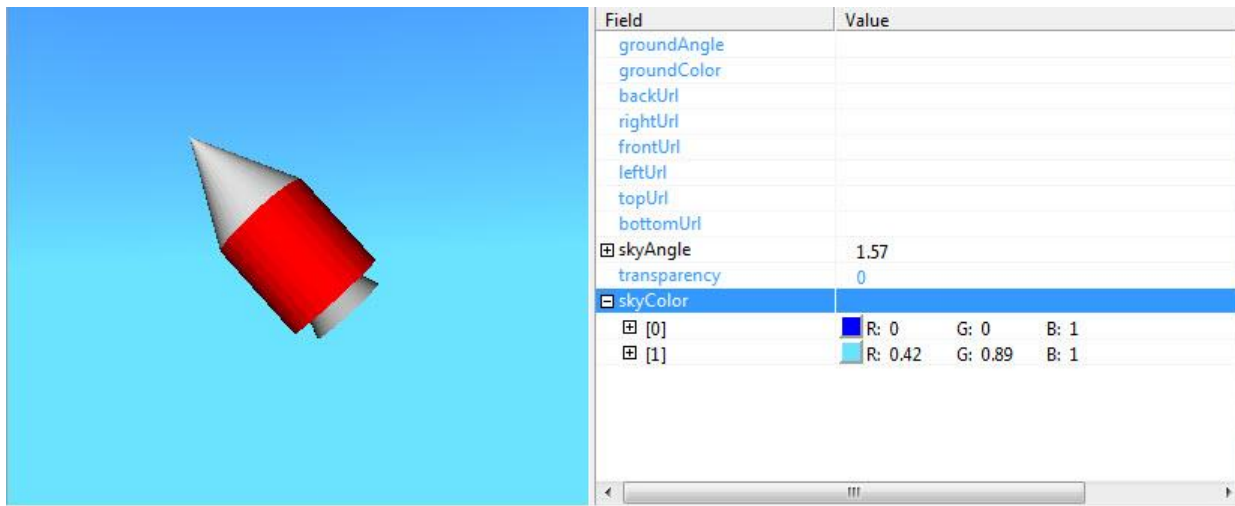 Field Value
groundAngle
groundColor
backUrl
rightUrl
frontUrl
leftUrl
topUrl
bottomUrl
skyAngle 1.57
transparency 0
skyColor
[0] R: 0 G: 0 B: 1
[1] R: 0.42 G: 0.89 B: 1